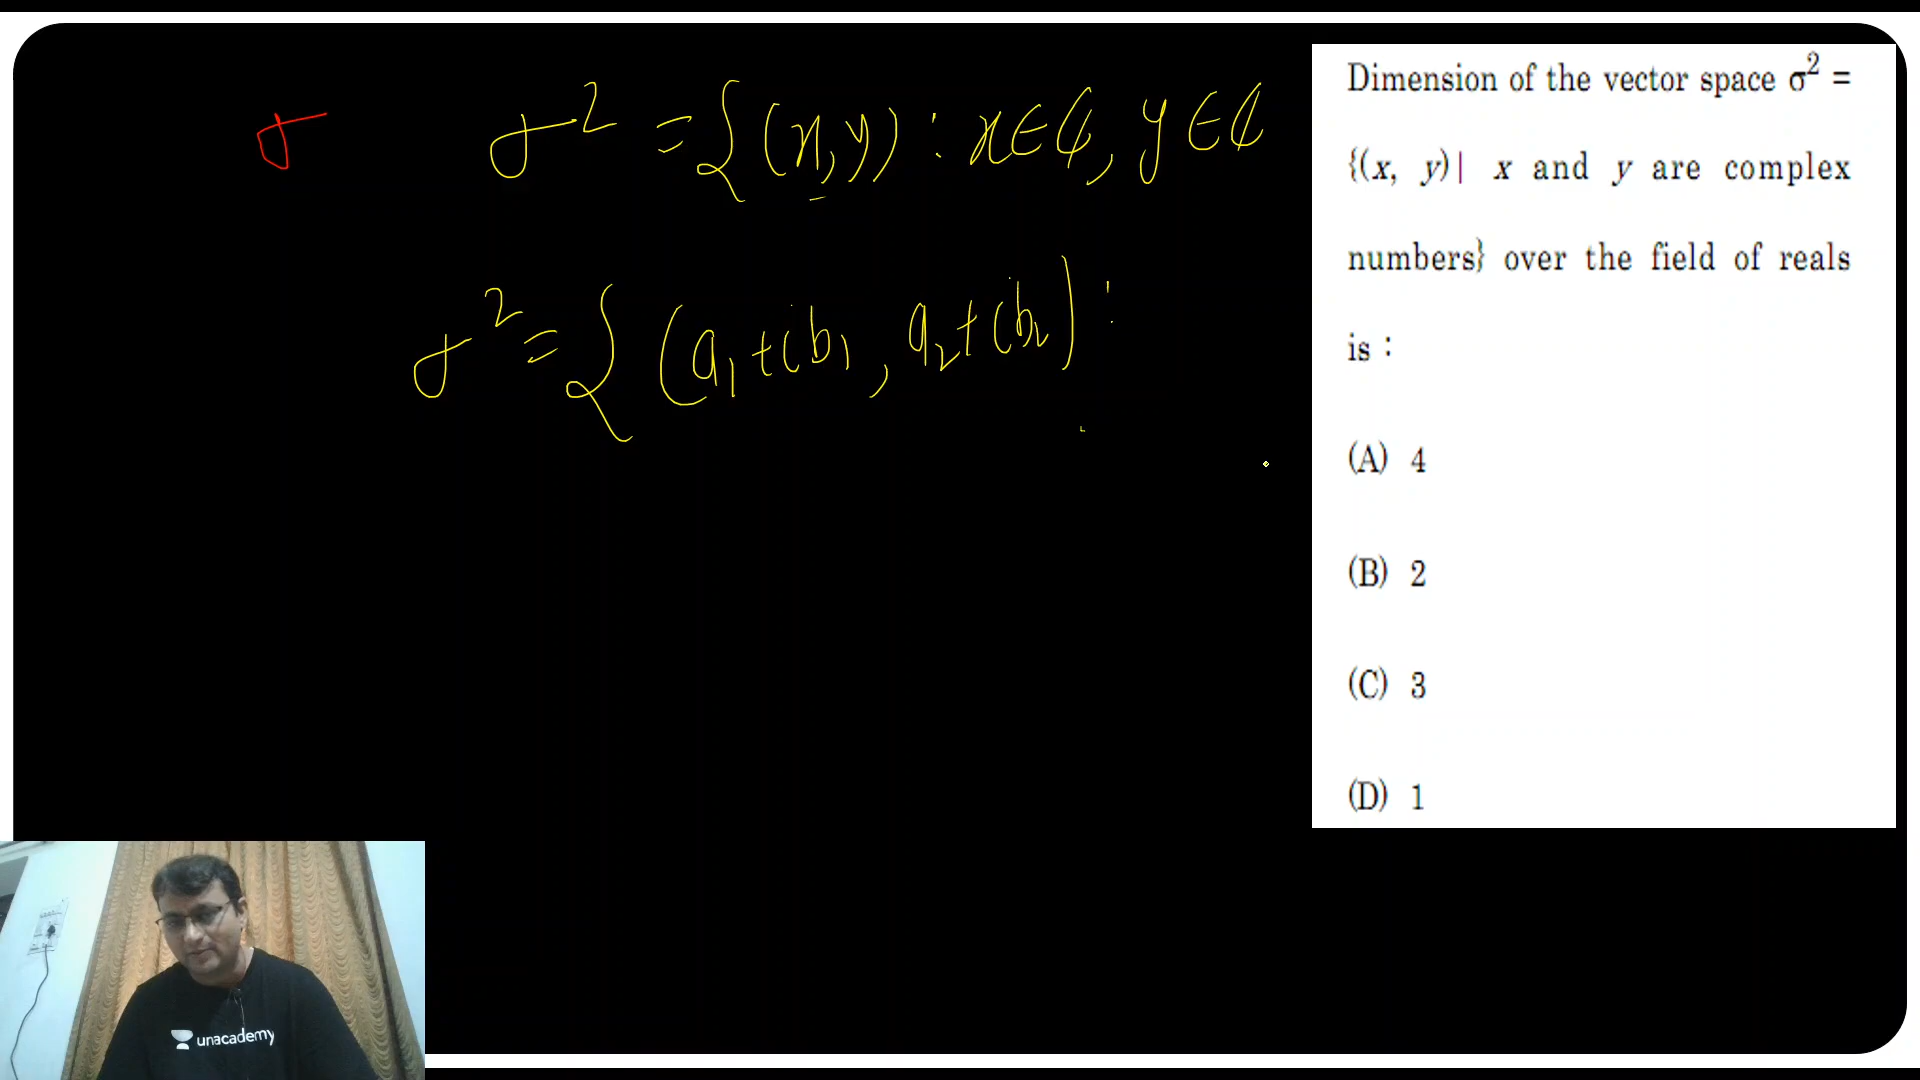 σ
σ² = {(x, y) : x ∈ ℂ, y ∈ ℂ
σ² = { (a₁+ib₁, a₂+ib₂) :
Dimension of the vector space σ² =
{(x, y)| x and y are complex
numbers} over the field of reals
is :
(A) 4
(B) 2
(C) 3
(D) 1
unacademy